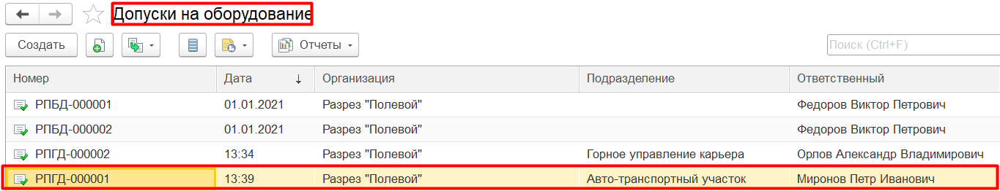 Допуски на оборудование
Создать Отчеты Поиск (Ctrl+F)
Номер Дата ↓ Организация Подразделение Ответственный
РПБД-000001 01.01.2021 Разрез "Полевой" Федоров Виктор Петрович
РПБД-000002 01.01.2021 Разрез "Полевой" Федоров Виктор Петрович
РПГД-000002 13:34 Разрез "Полевой" Горное управление карьера Орлов Александр Владимирович
РПГД-000001 13:39 Разрез "Полевой" Авто-транспортный участок Миронов Петр Иванович